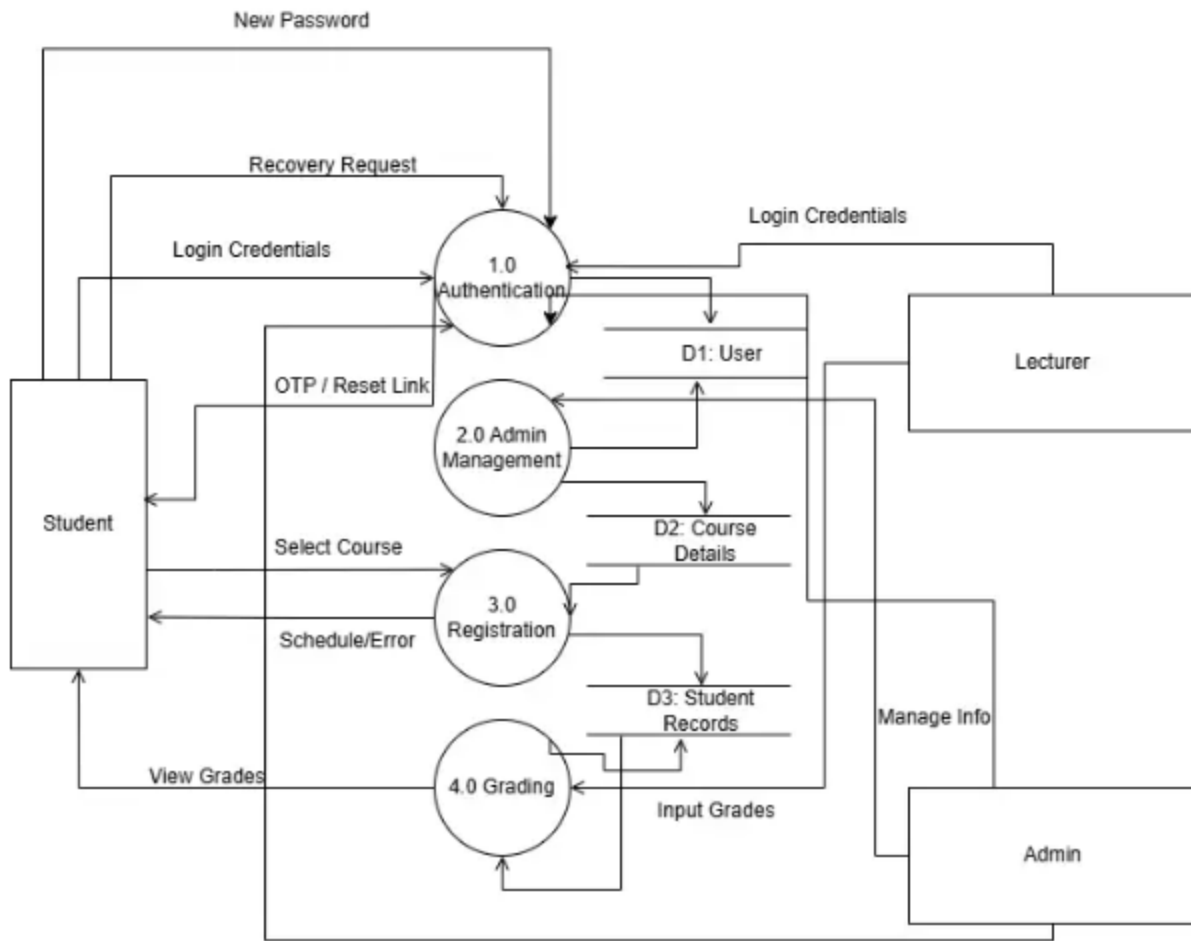 New Password
Recovery Request
Login Credentials
Login Credentials
1.0
Authentication
D1: User
Lecturer
OTP / Reset Link
2.0 Admin
Management
Student
Select Course
D2: Course
Details
3.0
Registration
Schedule/Error
D3: Student
Records
Manage Info
View Grades
4.0 Grading
Input Grades
Admin